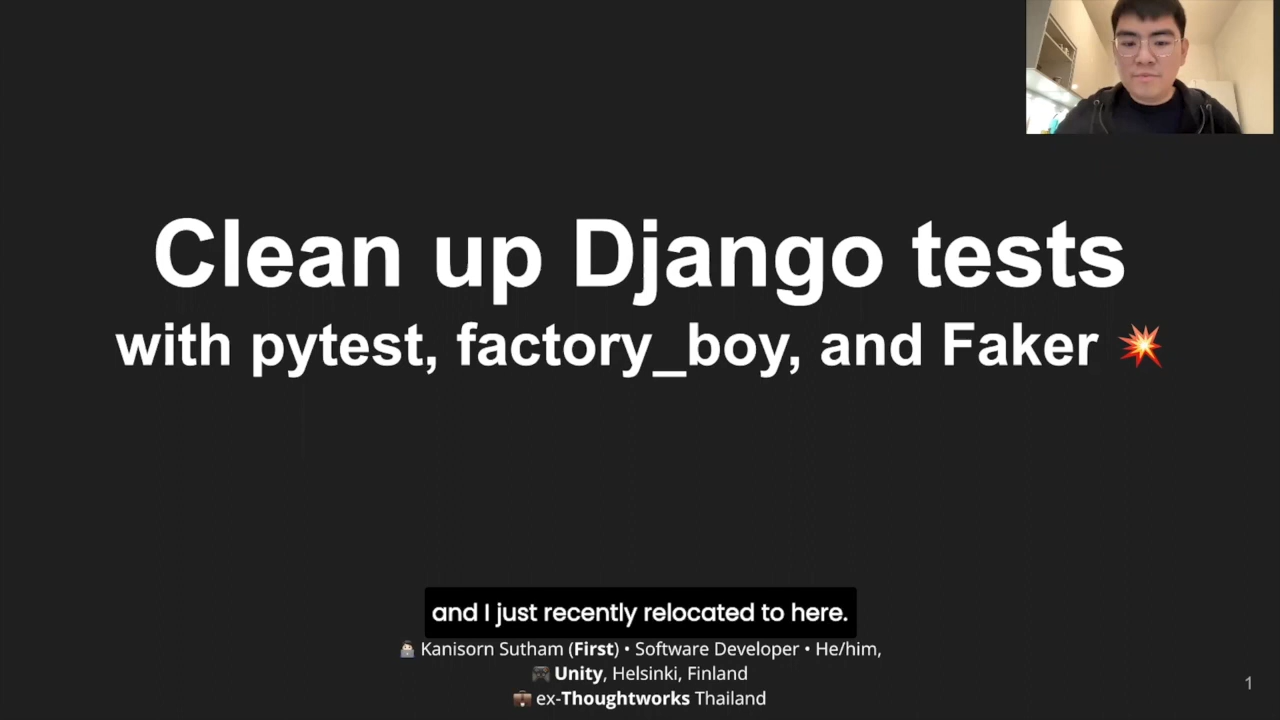 Clean up Django tests
with pytest, factory_boy, and Faker 💥
and I just recently relocated to here.
Kanisorn Sutham (First) • Software Developer • He/him,
Unity, Helsinki, Finland
ex-Thoughtworks Thailand
1